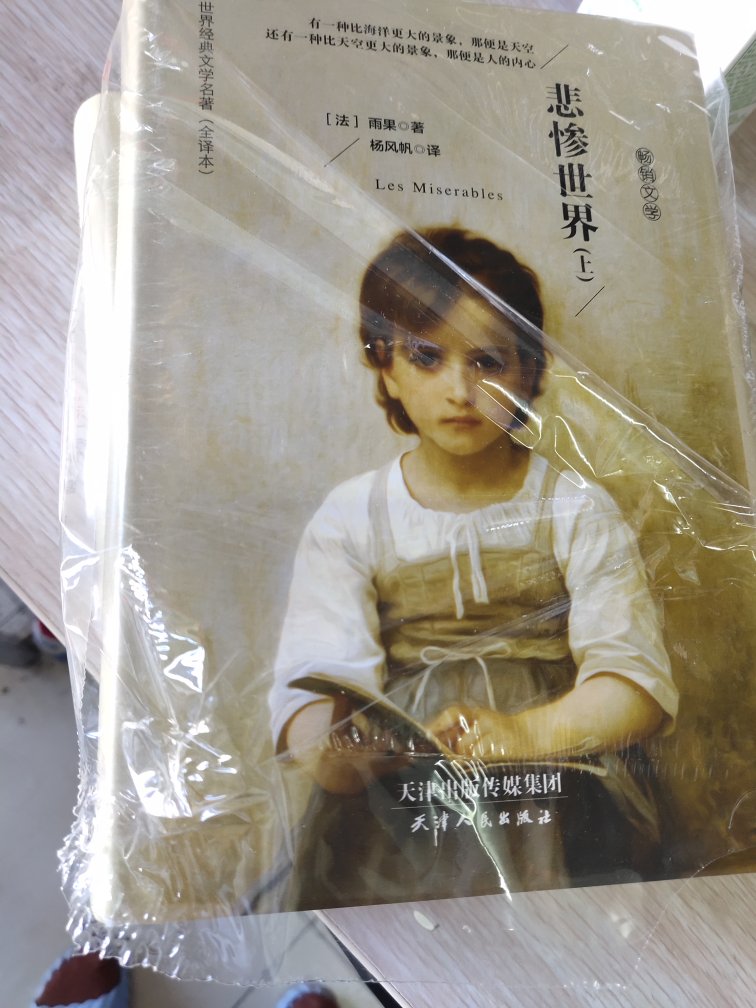 世界经典文学名著（全译本）
有一种比海洋更大的景象，那便是天空
还有一种比天空更大的景象，那便是人的内心
悲惨世界（上）
畅销文学
［法］雨果◎著
杨风帆◎译
Les Miserables
天津出版传媒集团
天津人民出版社